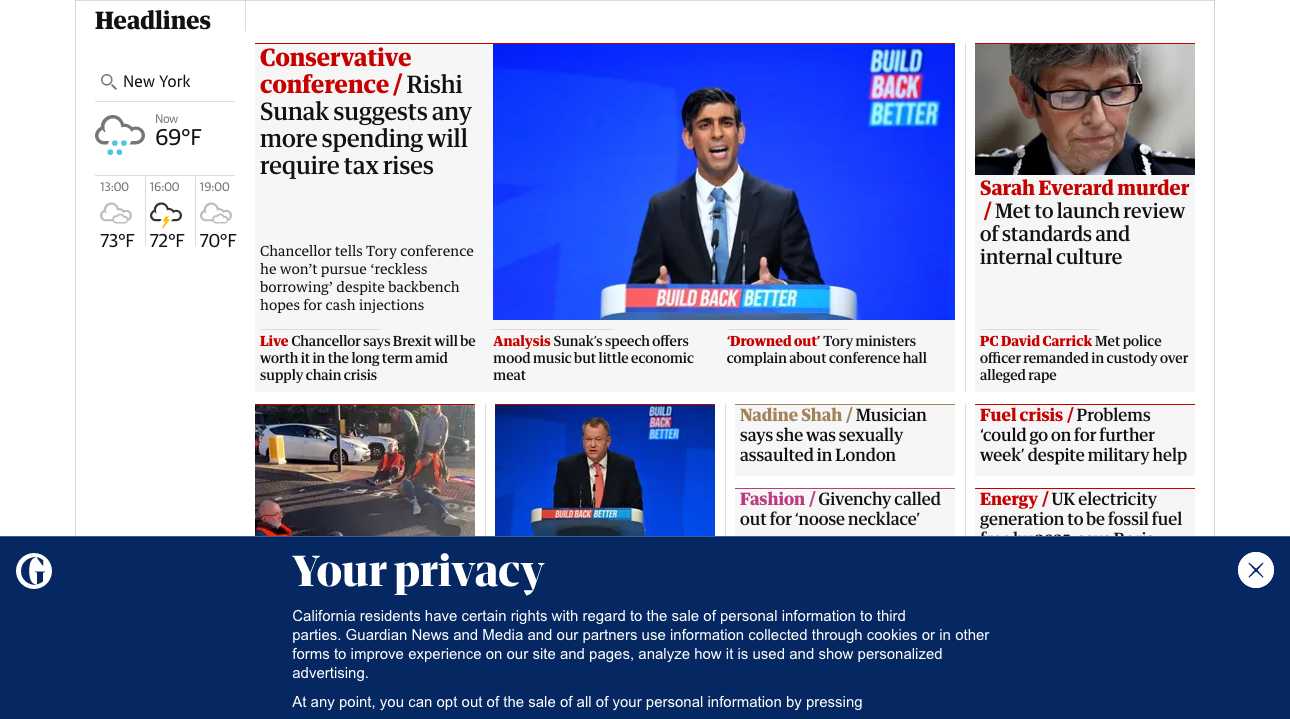 Headlines
New York
Now
69°F
13:00
16:00
19:00
73°F
72°F
70°F
Conservative
conference / Rishi
Sunak suggests any
more spending will
require tax rises
Chancellor tells Tory conference
he won’t pursue ‘reckless
borrowing’ despite backbench
hopes for cash injections
BUILD
BACK
BETTER
BUILD BACK BETTER
Sarah Everard murder
/ Met to launch review
of standards and
internal culture
Live Chancellor says Brexit will be
worth it in the long term amid
supply chain crisis
Analysis Sunak’s speech offers
mood music but little economic
meat
‘Drowned out’ Tory ministers
complain about conference hall
PC David Carrick Met police
officer remanded in custody over
alleged rape
BUILD
BACK
BETTER
BUILD BACK BETTER
Nadine Shah / Musician
says she was sexually
assaulted in London
Fashion / Givenchy called
out for ‘noose necklace’
Fuel crisis / Problems
‘could go on for further
week’ despite military help
Energy / UK electricity
generation to be fossil fuel
Your privacy
California residents have certain rights with regard to the sale of personal information to third
parties. Guardian News and Media and our partners use information collected through cookies or in other
forms to improve experience on our site and pages, analyze how it is used and show personalized
advertising.
At any point, you can opt out of the sale of all of your personal information by pressing